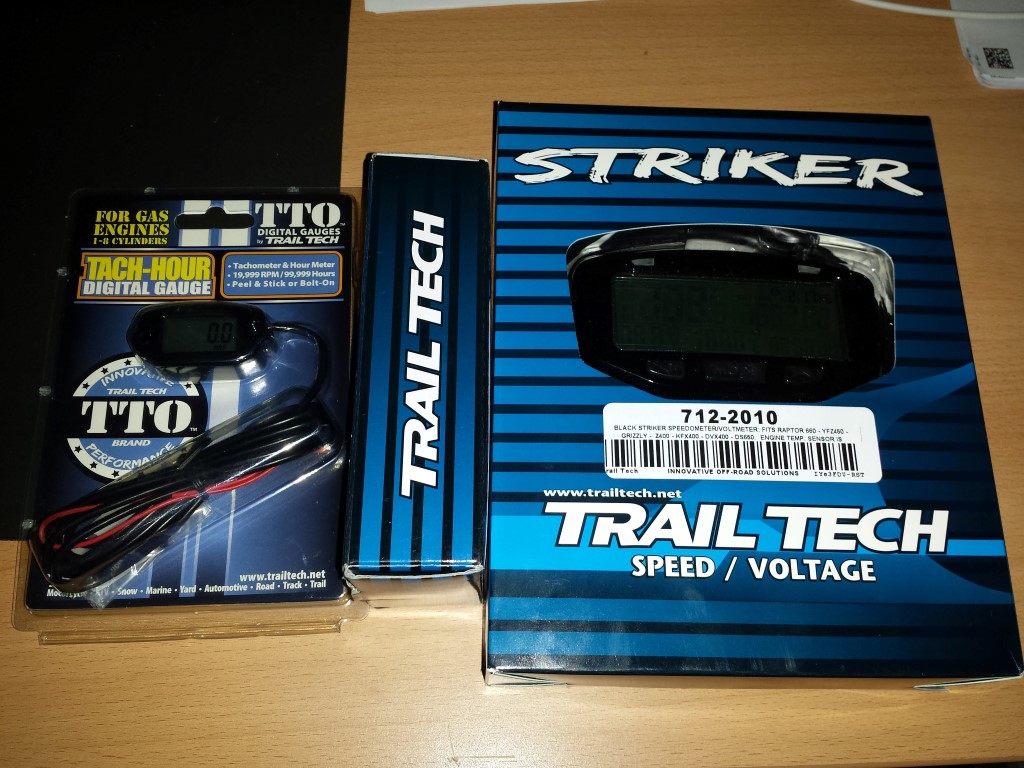 FOR GAS
ENGINES
1-8 CYLINDERS
TTO
DIGITAL GAUGES
by TRAIL TECH
TACH-HOUR
DIGITAL GAUGE
• Tachometer & Hour Meter
• 19,999 RPM / 99,999 Hours
• Peel & Stick or Bolt-On
0.0
INNOVATIVE
TRAIL TECH
TTO
BRAND
PERFORMANCE
www.trailtech.net
Snow • Marine • Yard • Automotive • Road • Track • Trail
TRAIL TECH
STRIKER
712-2010
BLACK STRIKER SPEEDOMETER/VOLTMETER: FITS RAPTOR 660 - YFZ450 -
GRIZZLY - Z400 - KFX400 - DVX400 - DS650. ENGINE TEMP. SENSOR IS
rail Tech INNOVATIVE OFF-ROAD SOLUTIONS
www.trailtech.net
TRAIL TECH
SPEED / VOLTAGE